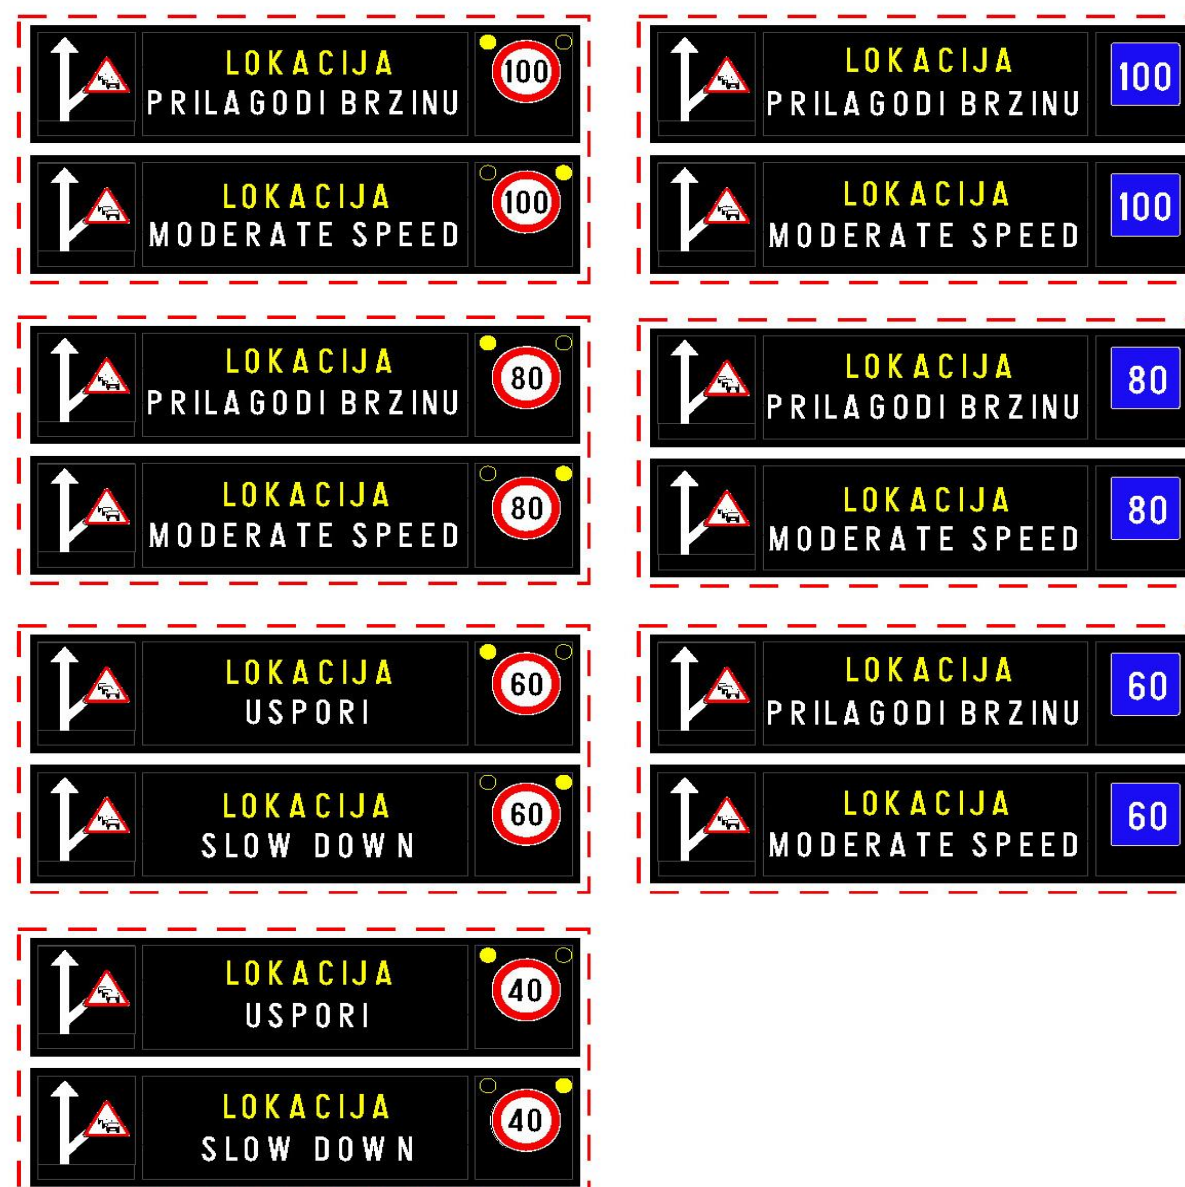 LOKACIJA
PRILAGODI BRZINU
100
LOKACIJA
MODERATE SPEED
100
LOKACIJA
PRILAGODI BRZINU
100
LOKACIJA
MODERATE SPEED
100
LOKACIJA
PRILAGODI BRZINU
80
LOKACIJA
MODERATE SPEED
80
LOKACIJA
PRILAGODI BRZINU
80
LOKACIJA
MODERATE SPEED
80
LOKACIJA
USPORI
60
LOKACIJA
SLOW DOWN
60
LOKACIJA
PRILAGODI BRZINU
60
LOKACIJA
MODERATE SPEED
60
LOKACIJA
USPORI
40
LOKACIJA
SLOW DOWN
40